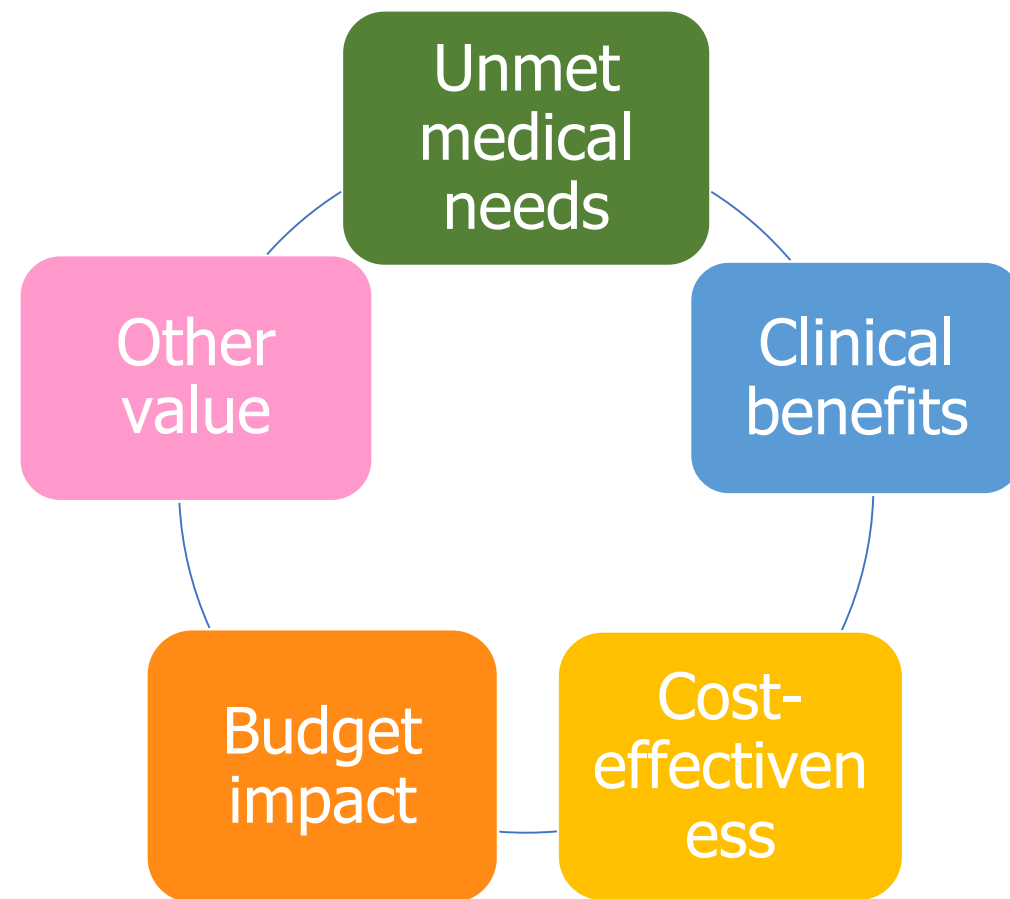 Unmet
medical
needs
Clinical
benefits
Cost-
effectiven
ess
Budget
impact
Other
value